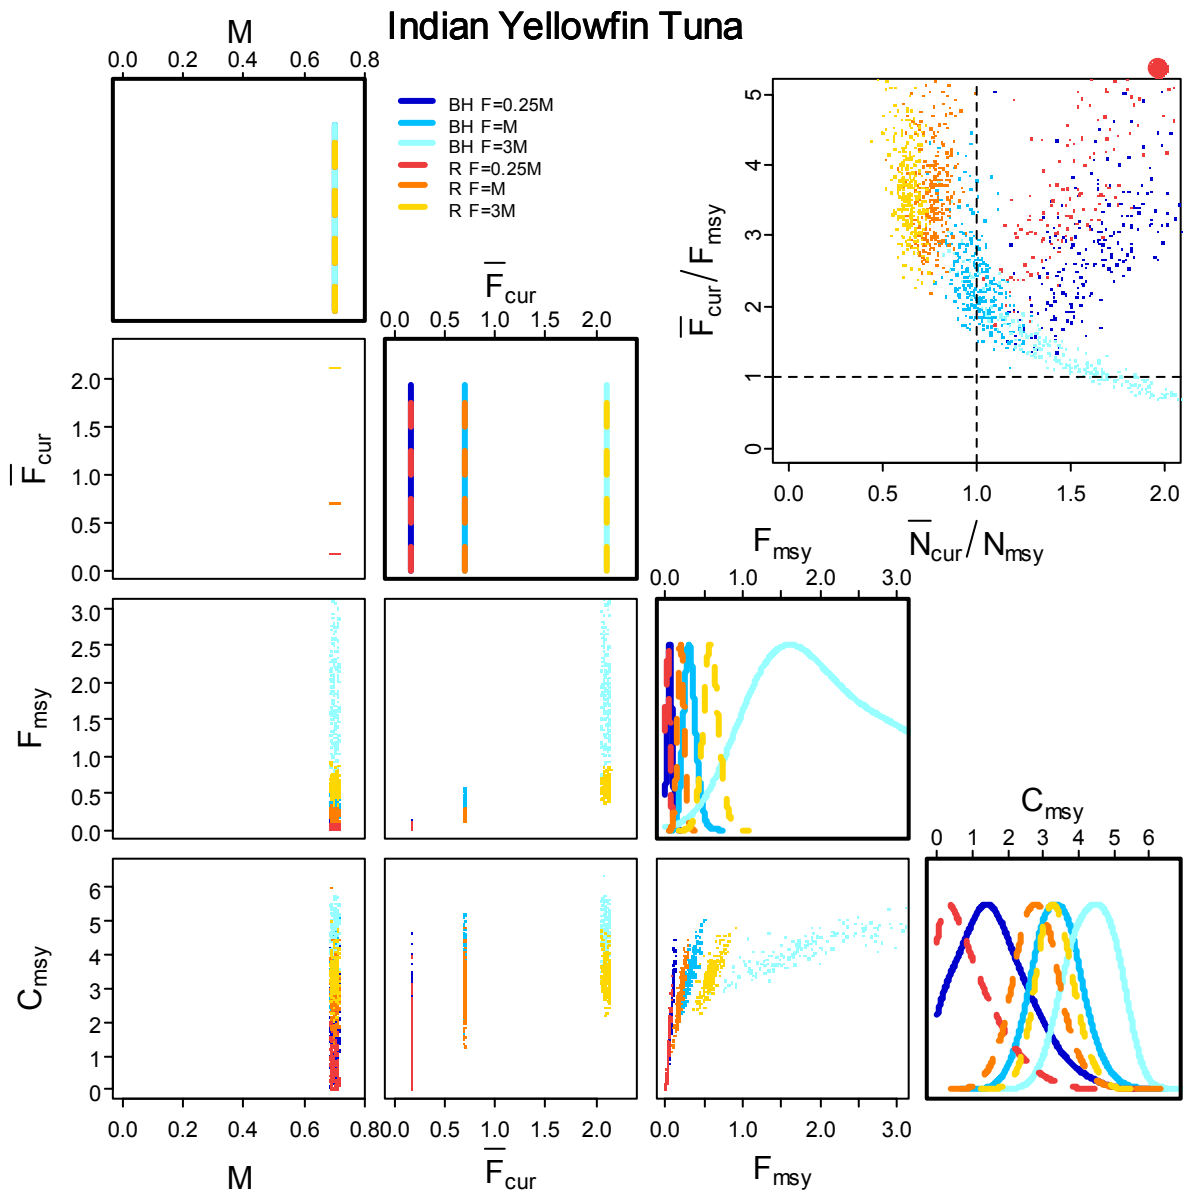 Indian Yellowfin Tuna
M
0.0 0.2 0.4 0.6 0.8
BH F=0.25M
BH F=M
BH F=3M
R F=0.25M
R F=M
R F=3M
F̅cur/Fmsy
5
4
3
2
1
0
0.0 0.5 1.0 1.5 2.0
N̅cur/Nmsy
F̅cur
0.0 0.5 1.0 2.0
F̅cur
2.0
1.5
1.0
0.5
0.0
Fmsy
0.0 1.0 2.0 3.0
Fmsy
3.0
2.5
2.0
1.5
1.0
0.5
0.0
Cmsy
0 1 2 3 4 5 6
Cmsy
6
5
4
3
2
1
0
0.0 0.2 0.4 0.6 0.8
0.0 0.5 1.0 1.5 2.0
0.0 1.0 2.0 3.0
M
F̅cur
Fmsy